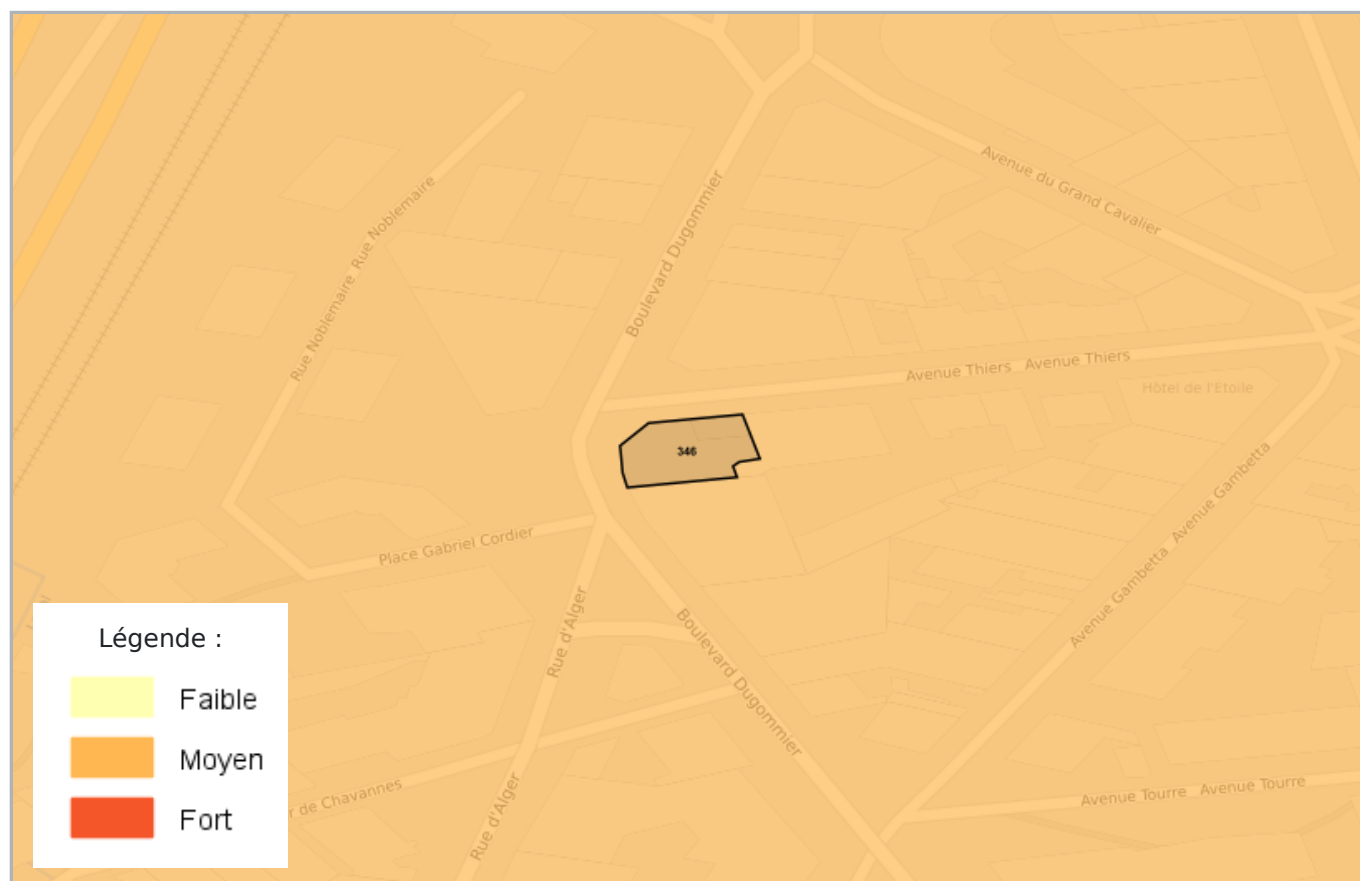 Avenue du Grand Cavalier
Rue Noblemaire Rue Noblemaire
Boulevard Dugommier
Avenue Thiers Avenue Thiers
Hôtel de l'Etoile
346
Avenue Gambetta Avenue Gambetta
Place Gabriel Cordier
Rue d'Alger
Boulevard Dugommier
r de Chavannes
Rue d'Alger
Avenue Tourre Avenue Tourre
Légende :
Faible
Moyen
Fort